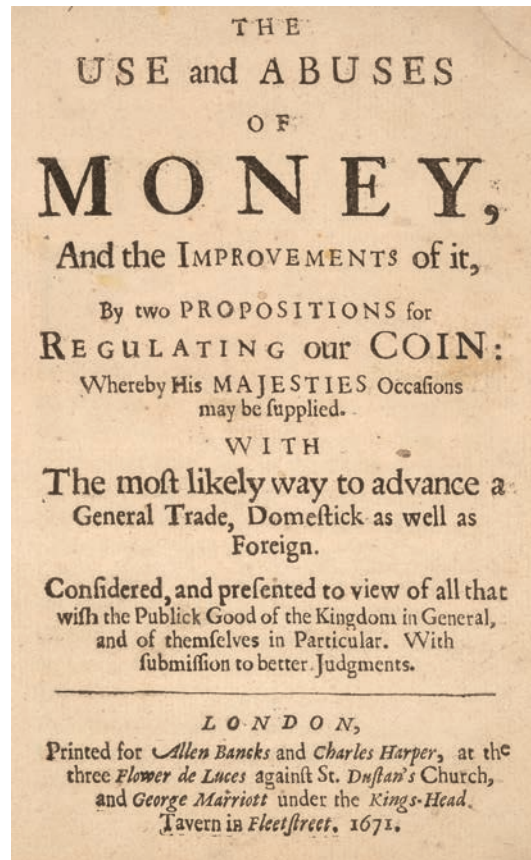 THE
USE and ABUSES
OF
MONEY,
And the IMPROVEMENTS of it,
By two PROPOSITIONS for
REGULATING our COIN:
Whereby His MAJESTIES Occaſions
may be ſupplied.
WITH
The moſt likely way to advance a
General Trade, Domeſtick as well as
Foreign.
Conſidered, and preſented to view of all that
wiſh the Publick Good of the Kingdom in General,
and of themſelves in Particular. With
ſubmiſſion to better Judgments.
LONDON,
Printed for Allen Bancks and Charles Harper, at the
three Flower de Luces againſt St. Duſtan's Church,
and George Marriott under the Kings-Head
Tavern in Fleetſtreet. 1671.